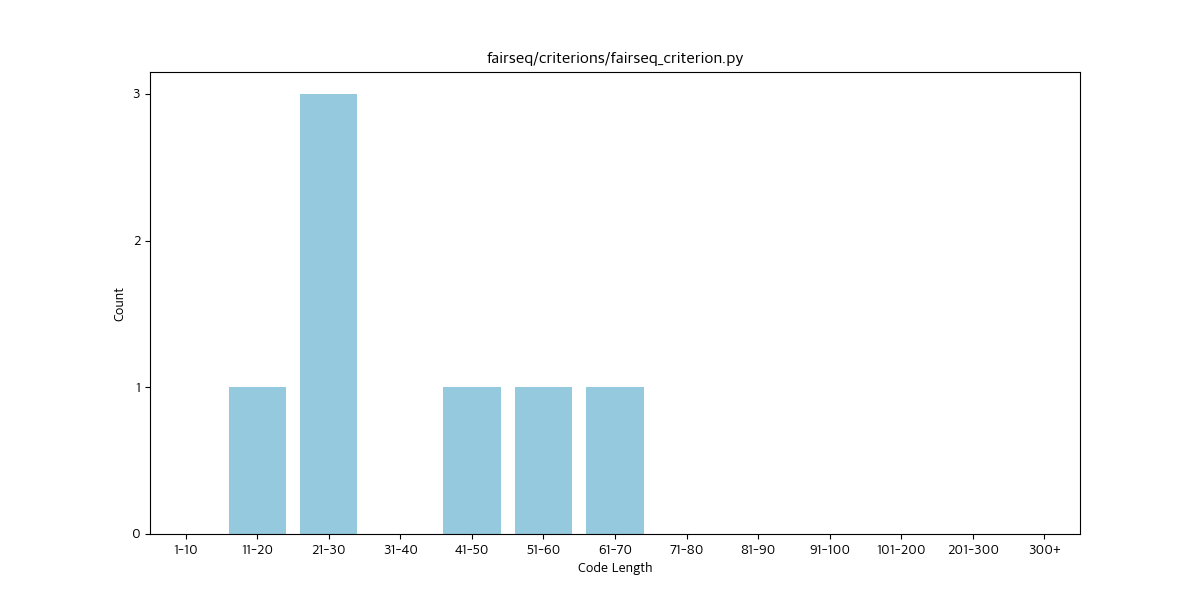 fairseq/criterions/fairseq_criterion.py
3
2
1
0
Count
1-10 11-20 21-30 31-40 41-50 51-60 61-70 71-80 81-90 91-100 101-200 201-300 300+
Code Length